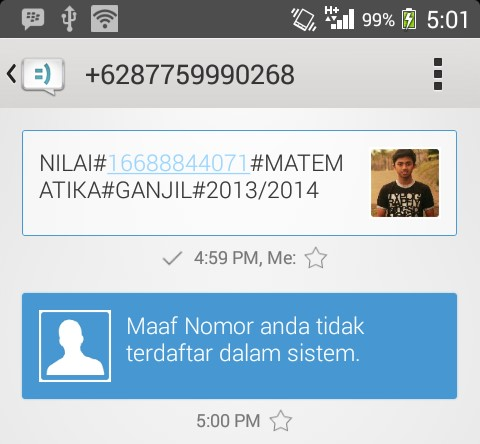 99% 5:01
+6287759990268
NILAI#16688844071#MATEM
ATIKA#GANJIL#2013/2014
4:59 PM, Me:
Maaf Nomor anda tidak
terdaftar dalam sistem.
5:00 PM